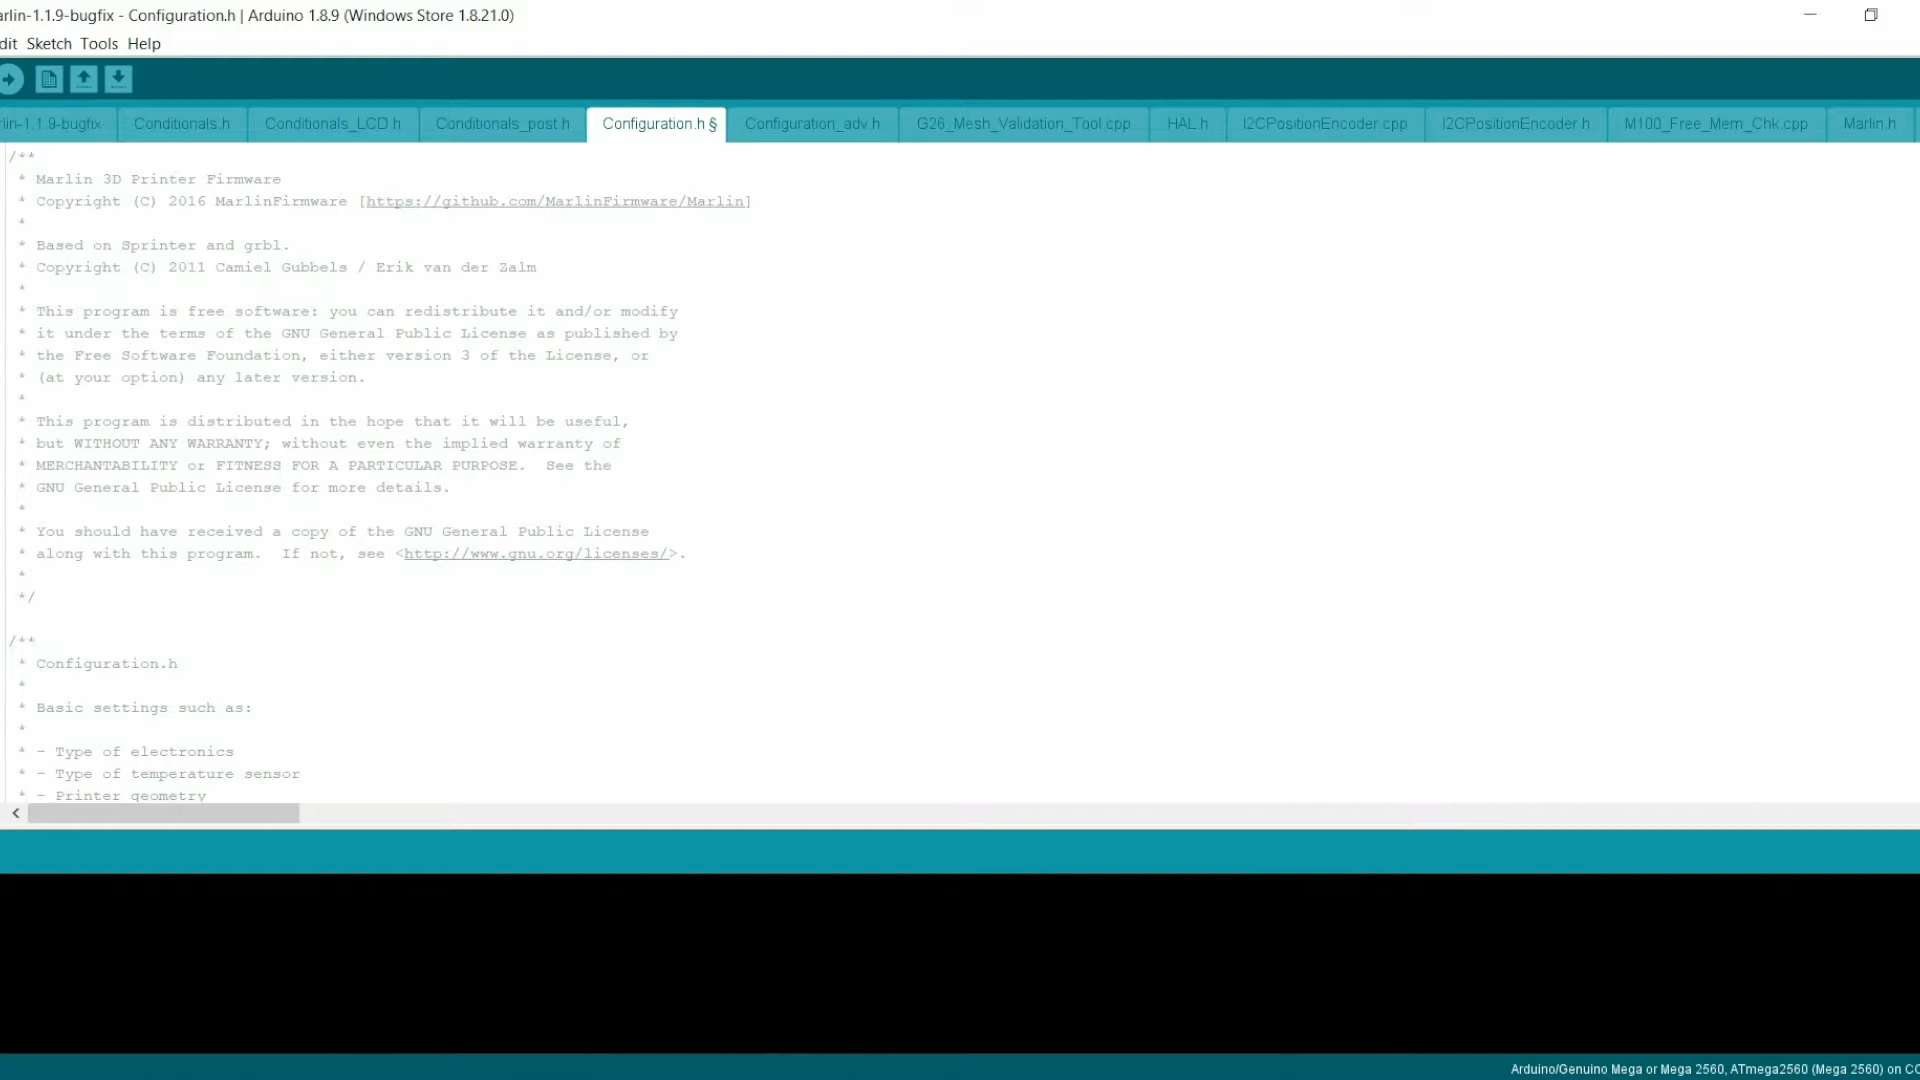 arlin-1.1.9-bugfix - Configuration.h | Arduino 1.8.9 (Windows Store 1.8.21.0)
dit Sketch Tools Help
rlin-1.1.9-bugfix Conditionals.h Conditionals_LCD.h Conditionals_post.h Configuration.h § Configuration_adv.h G26_Mesh_Validation_Tool.cpp HAL.h I2CPositionEncoder.cpp I2CPositionEncoder.h M100_Free_Mem_Chk.cpp Marlin.h
/**
* Marlin 3D Printer Firmware
* Copyright (C) 2016 MarlinFirmware [https://github.com/MarlinFirmware/Marlin]
*
* Based on Sprinter and grbl.
* Copyright (C) 2011 Camiel Gubbels / Erik van der Zalm
*
* This program is free software: you can redistribute it and/or modify
* it under the terms of the GNU General Public License as published by
* the Free Software Foundation, either version 3 of the License, or
* (at your option) any later version.
*
* This program is distributed in the hope that it will be useful,
* but WITHOUT ANY WARRANTY; without even the implied warranty of
* MERCHANTABILITY or FITNESS FOR A PARTICULAR PURPOSE.  See the
* GNU General Public License for more details.
*
* You should have received a copy of the GNU General Public License
* along with this program.  If not, see <http://www.gnu.org/licenses/>.
*
*/
/**
* Configuration.h
*
* Basic settings such as:
*
* - Type of electronics
* - Type of temperature sensor
* - Printer geometry
Arduino/Genuino Mega or Mega 2560, ATmega2560 (Mega 2560) on CO